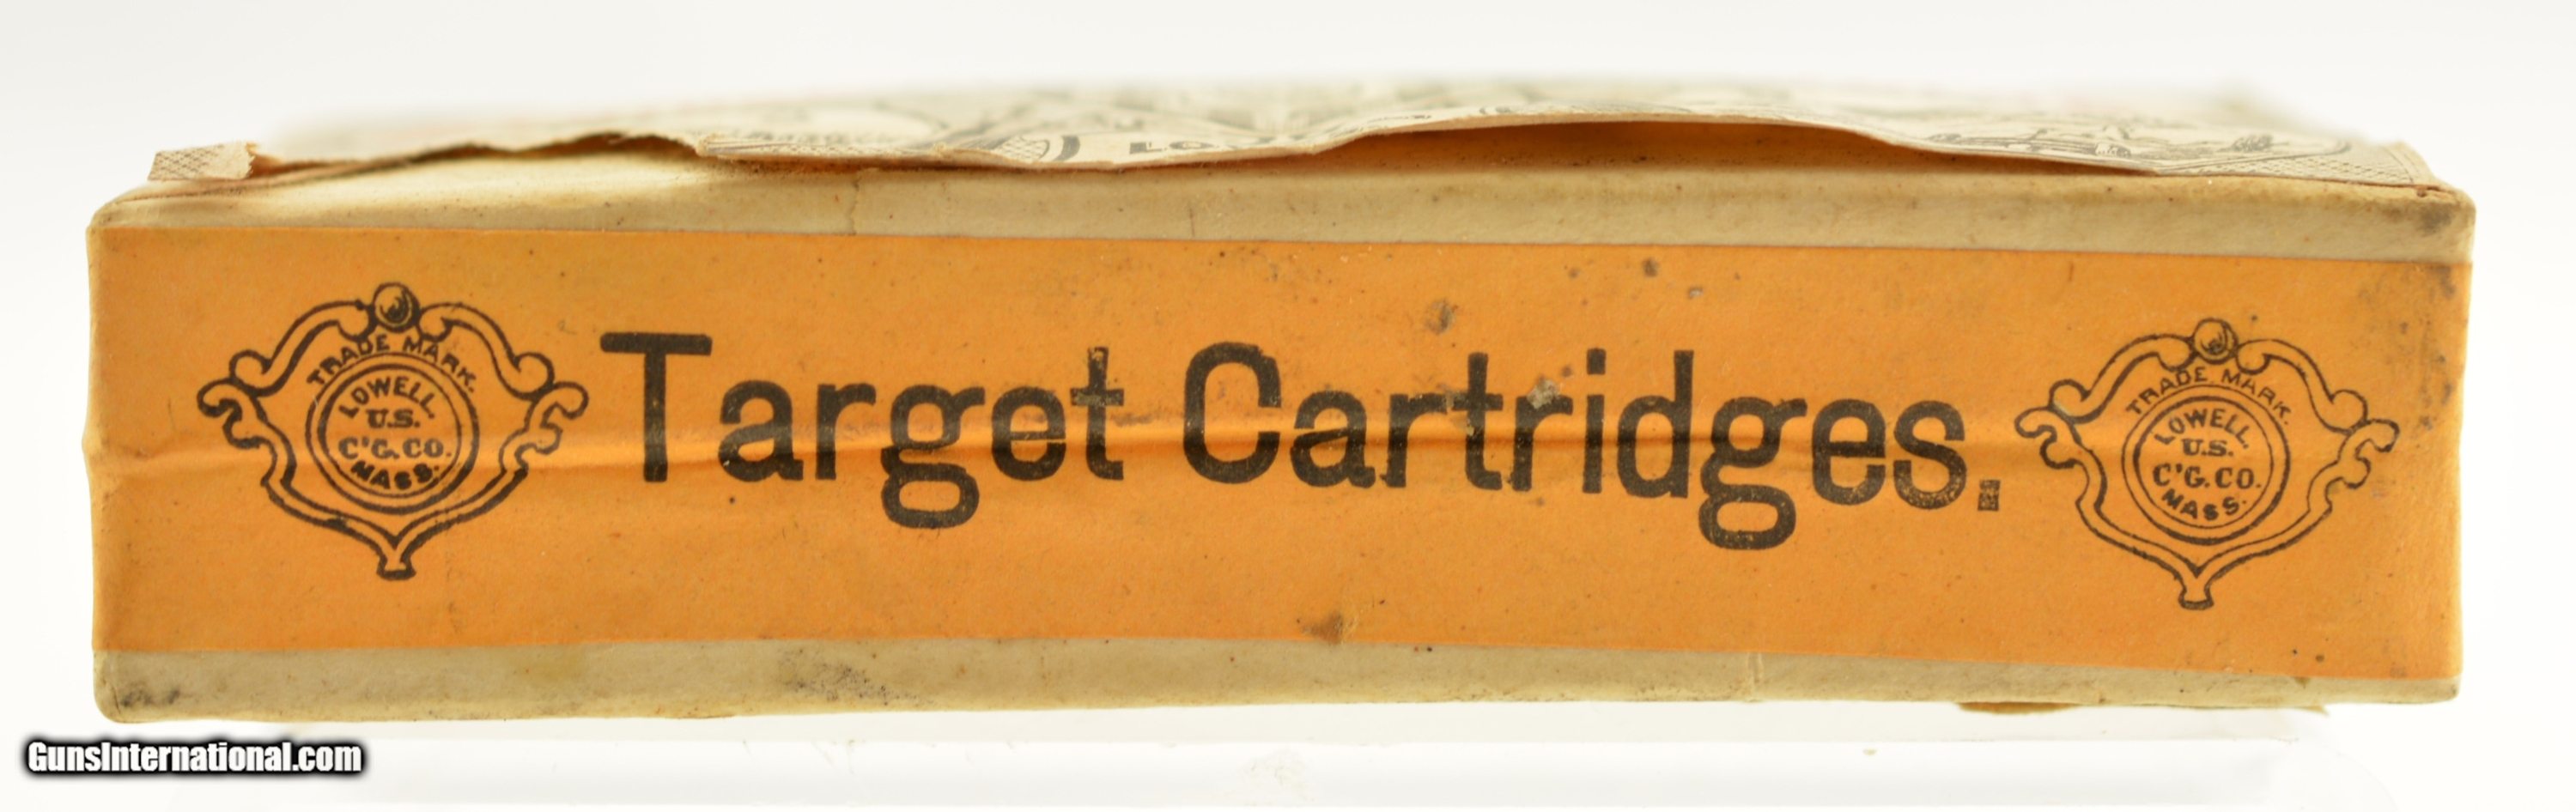 TRADE MARK.
LOWELL,
U.S.
C'G.CO.
MASS.
Target Cartridges.
TRADE MARK.
LOWELL,
U.S.
C'G.CO.
MASS.
GunsInternational.com